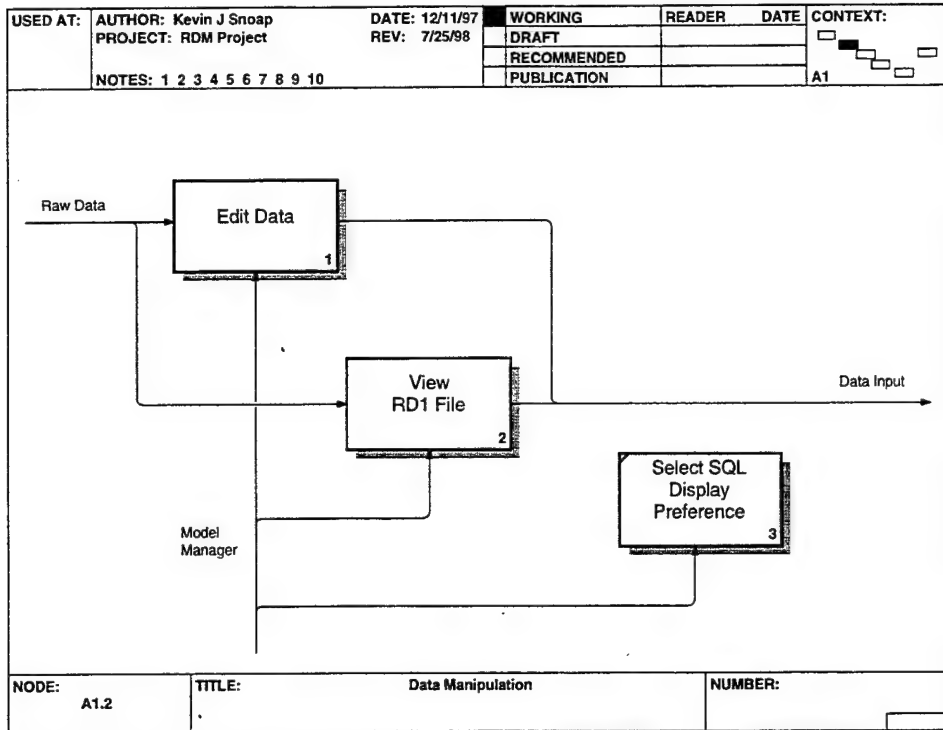 USED AT:
AUTHOR: Kevin J Snoap
DATE: 12/11/97
PROJECT: RDM Project
REV: 7/25/98
NOTES: 1 2 3 4 5 6 7 8 9 10
WORKING
DRAFT
RECOMMENDED
PUBLICATION
READER DATE
CONTEXT:
A1
Raw Data
Edit Data
1
View
RD1 File
2
Data Input
Select SQL
Display
Preference
3
Model
Manager
NODE:
A1.2
TITLE:
Data Manipulation
NUMBER: